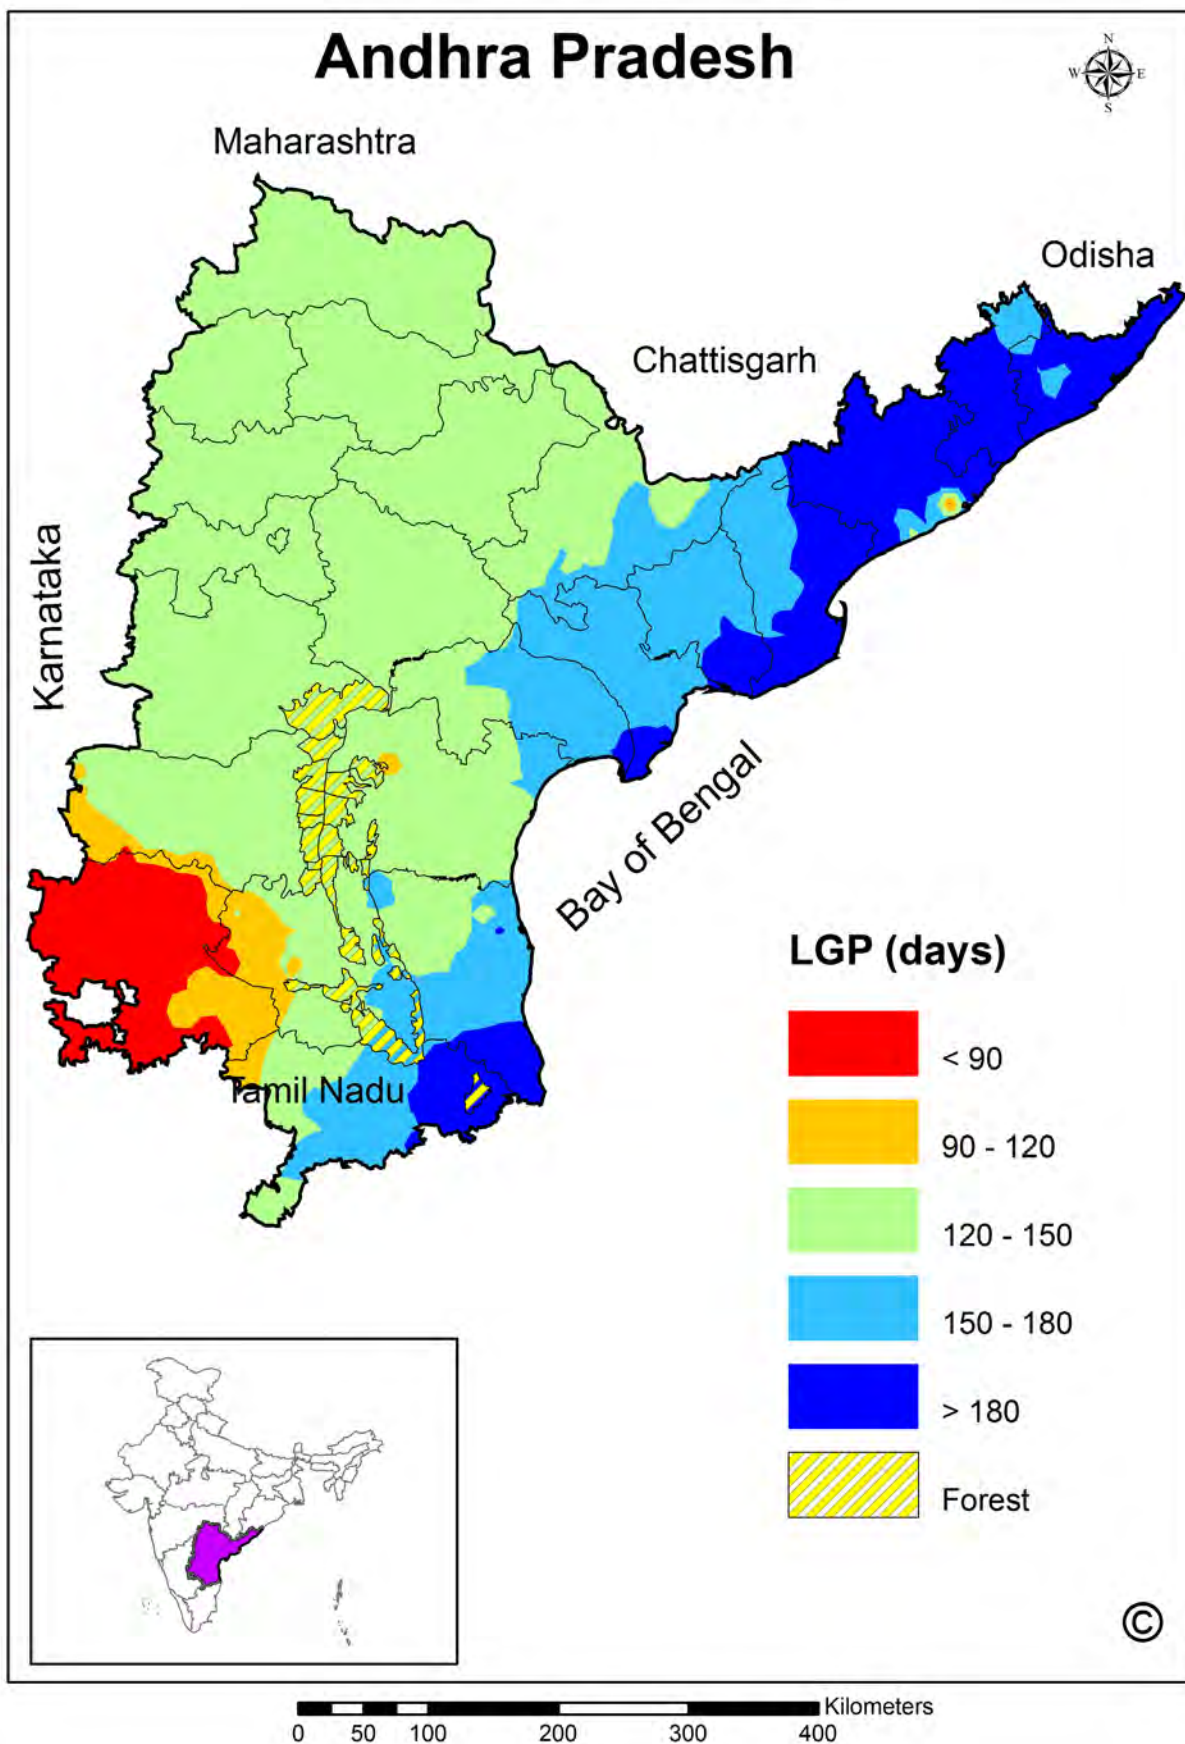 Andhra Pradesh
N
W E
S
Maharashtra
Odisha
Chattisgarh
Karnataka
Bay of Bengal
Tamil Nadu
LGP (days)
< 90
90 - 120
120 - 150
150 - 180
> 180
Forest
©
Kilometers
0 50 100 200 300 400